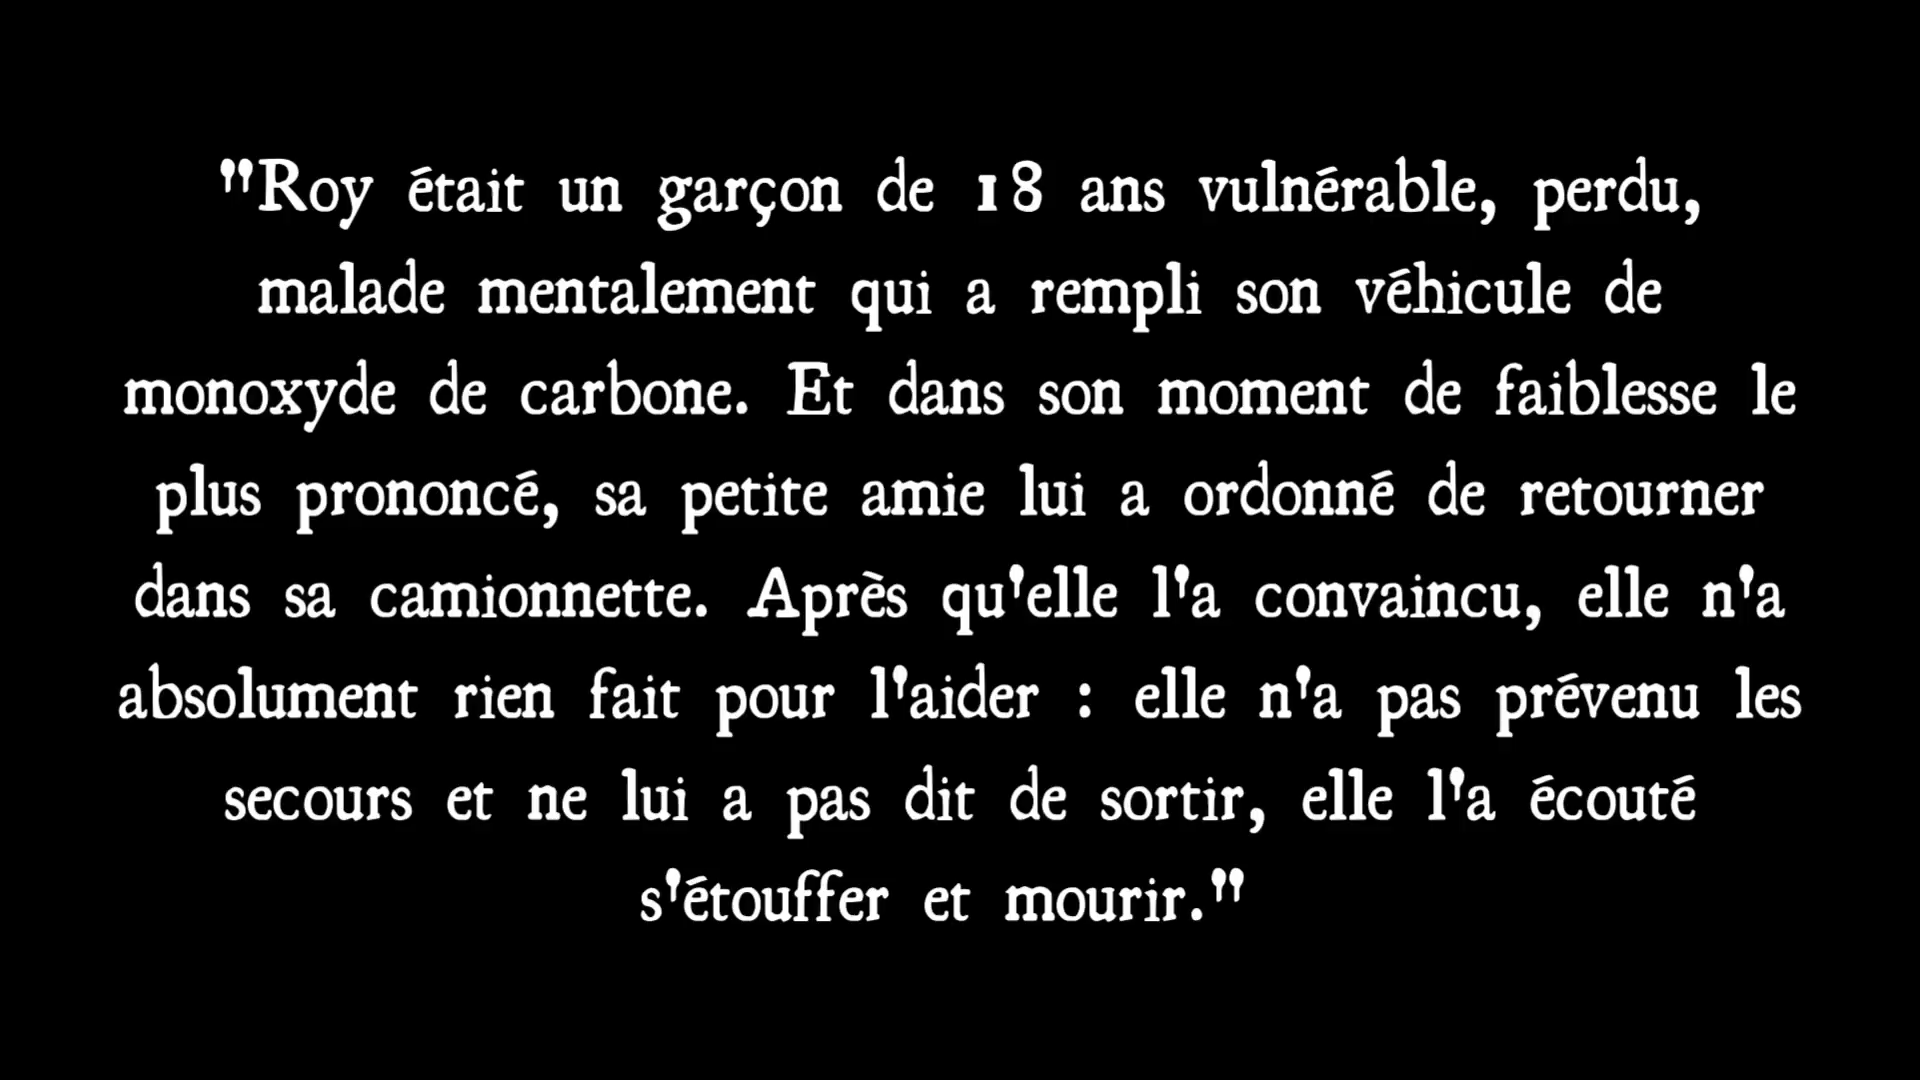 "Roy était un garçon de 18 ans vulnérable, perdu,
malade mentalement qui a rempli son véhicule de
monoxyde de carbone. Et dans son moment de faiblesse le
plus prononcé, sa petite amie lui a ordonné de retourner
dans sa camionnette. Après qu'elle l'a convaincu, elle n'a
absolument rien fait pour l'aider : elle n'a pas prévenu les
secours et ne lui a pas dit de sortir, elle l'a écouté
s'étouffer et mourir."